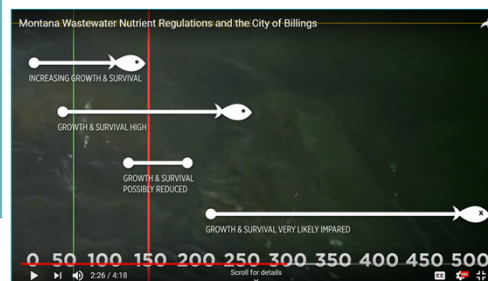 Montana Wastewater Nutrient Regulations and the City of Billings
INCREASING GROWTH & SURVIVAL
GROWTH & SURVIVAL HIGH
GROWTH & SURVIVAL
POSSIBLY REDUCED
GROWTH & SURVIVAL VERY LIKELY IMPARED
0 50 100 150 200 250 300 350 400 450 500
2:26 / 4:18
Scroll for details
CC